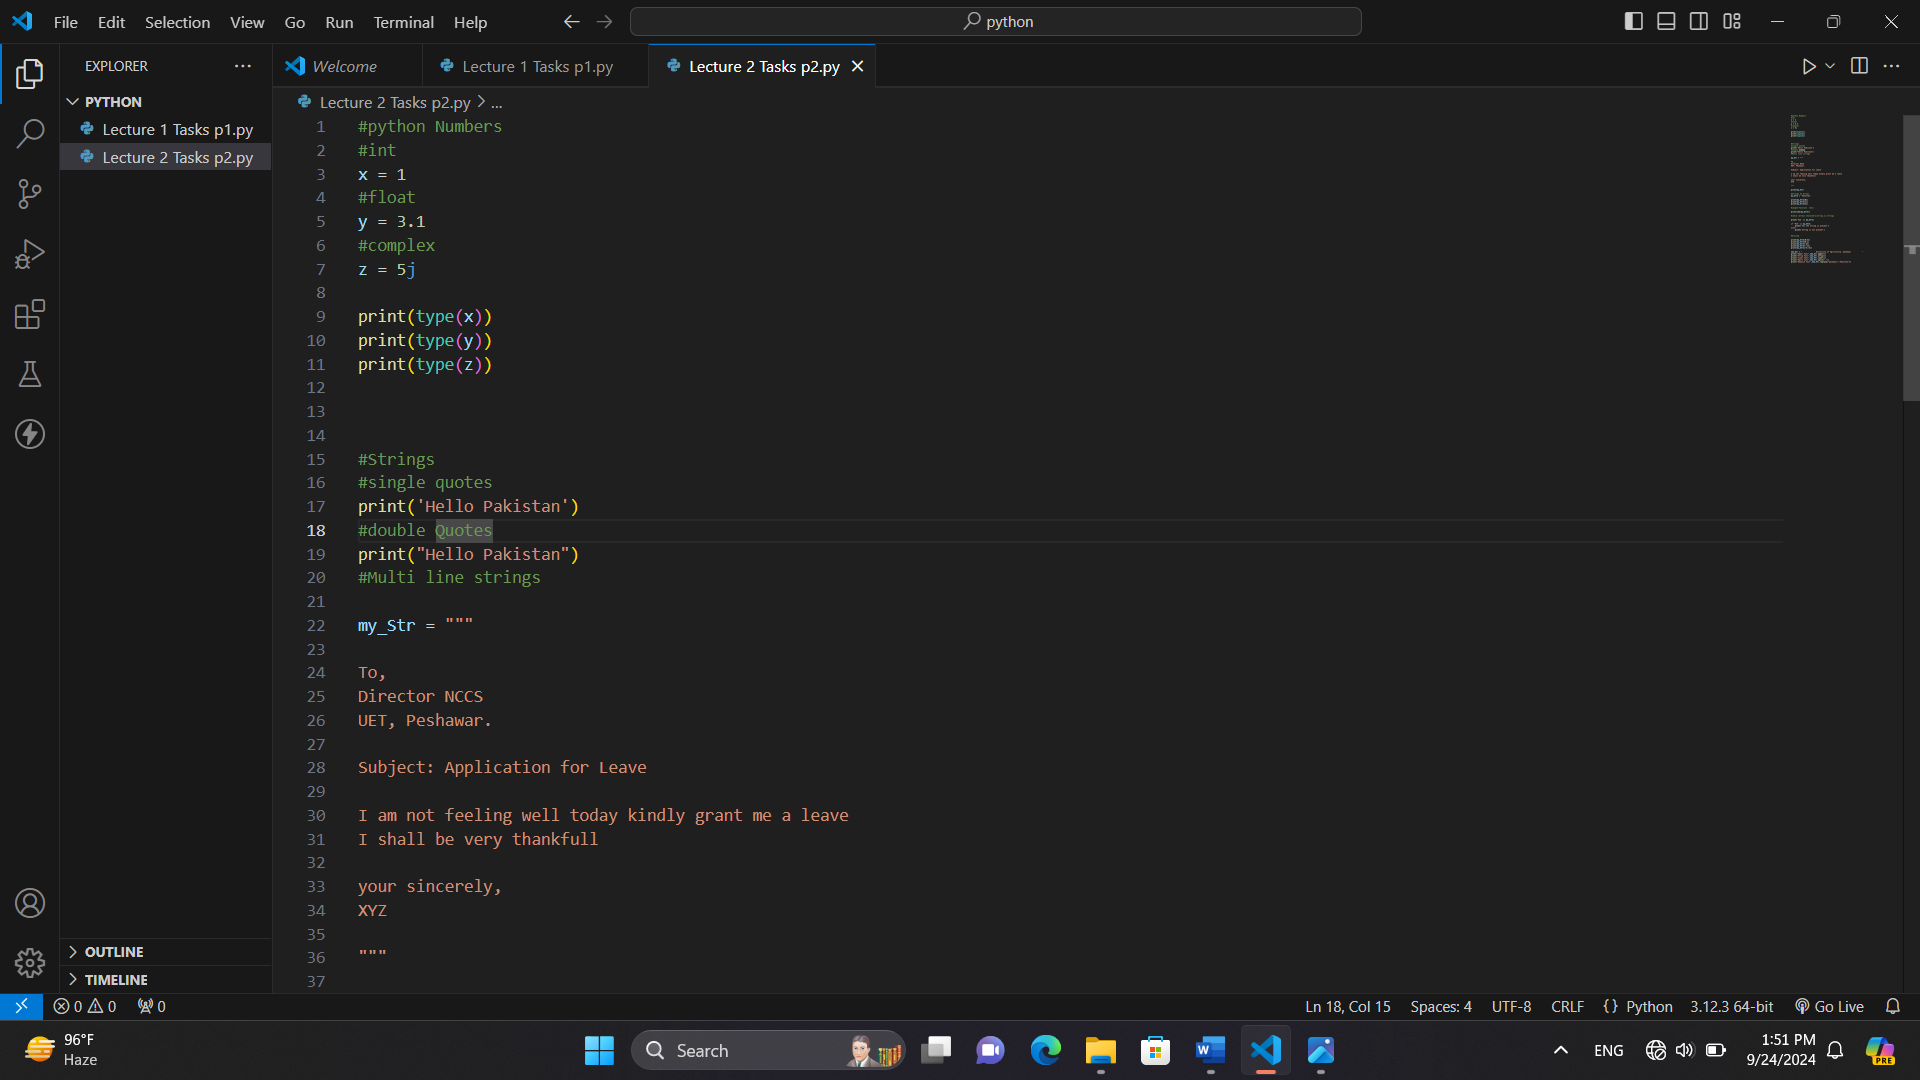 File Edit Selection View Go Run Terminal Help
python
EXPLORER
PYTHON
Lecture 1 Tasks p1.py
Lecture 2 Tasks p2.py
OUTLINE
TIMELINE
Welcome
Lecture 1 Tasks p1.py
Lecture 2 Tasks p2.py
Lecture 2 Tasks p2.py > ...
1 #python Numbers
2 #int
3 x = 1
4 #float
5 y = 3.1
6 #complex
7 z = 5j
8
9 print(type(x))
10 print(type(y))
11 print(type(z))
12
13
14
15 #Strings
16 #single quotes
17 print('Hello Pakistan')
18 #double Quotes
19 print("Hello Pakistan")
20 #Multi line strings
21
22 my_Str = """
23
24 To,
25 Director NCCS
26 UET, Peshawar.
27
28 Subject: Application for Leave
29
30 I am not feeling well today kindly grant me a leave
31 I shall be very thankfull
32
33 your sincerely,
34 XYZ
35
36 """
37
0 0 0
Ln 18, Col 15 Spaces: 4 UTF-8 CRLF {} Python 3.12.3 64-bit Go Live
96°F
Haze
Search
ENG
1:51 PM
9/24/2024
PRE